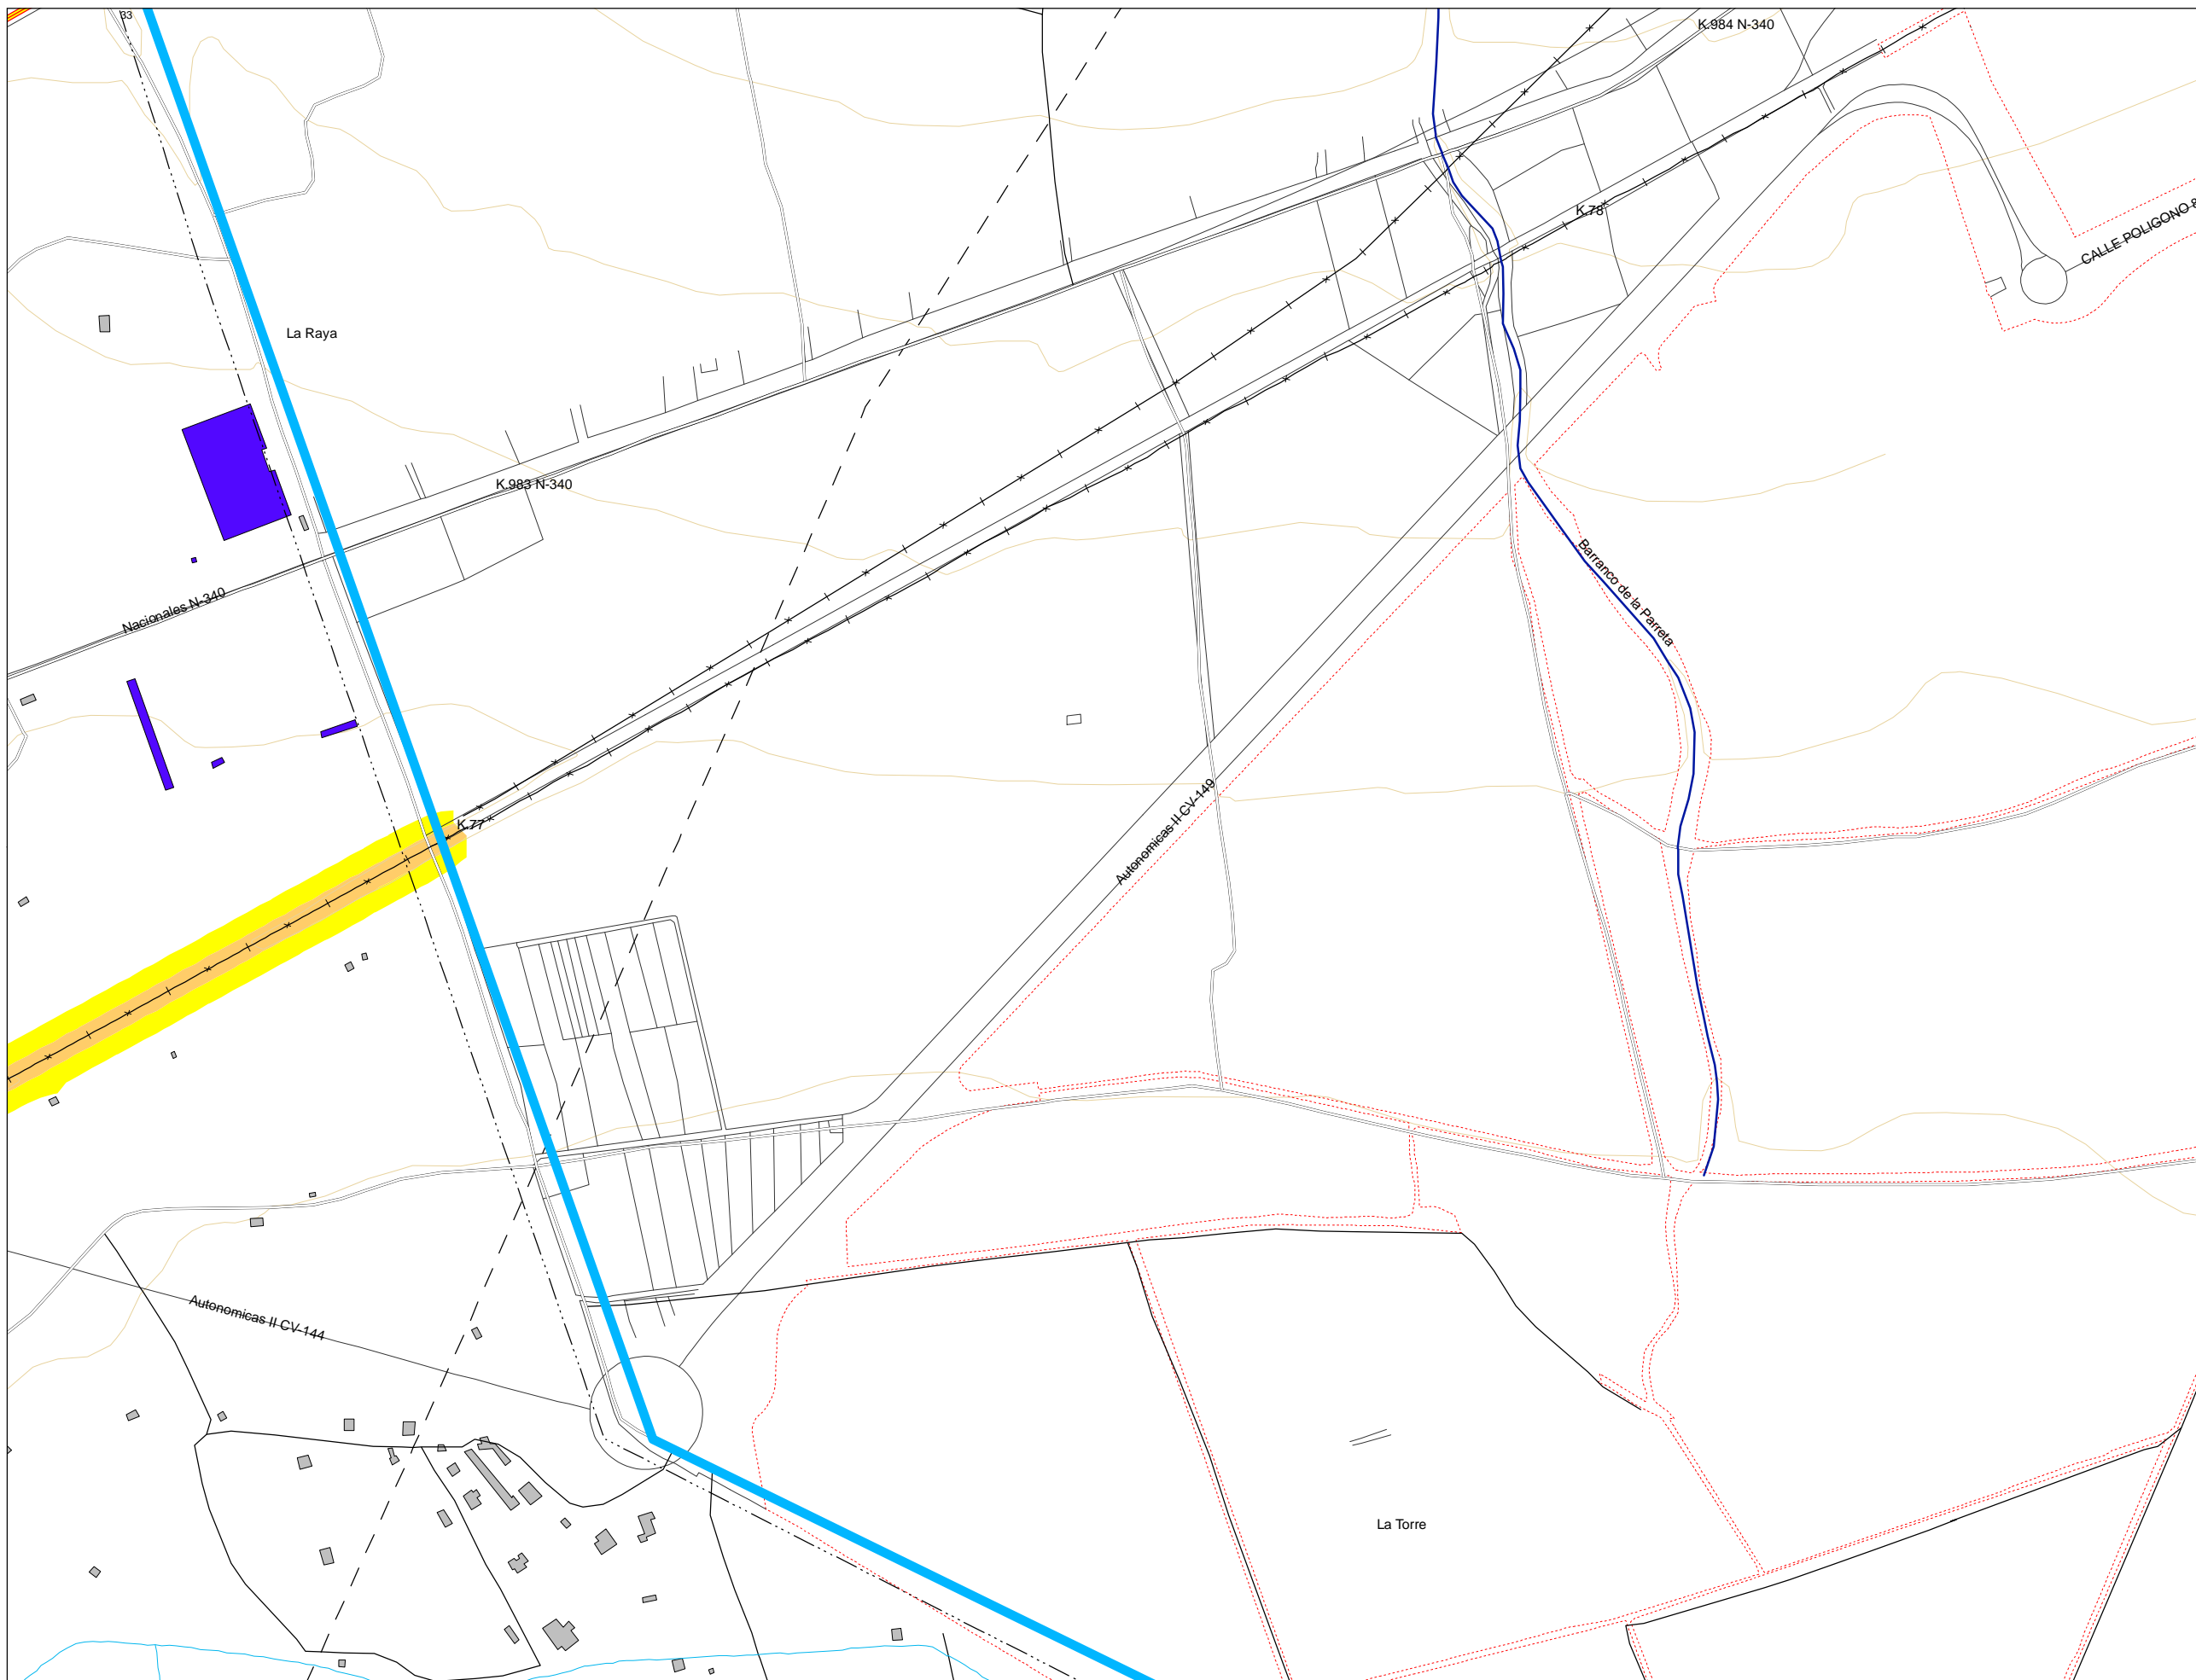 33
K.984 N-340
K.78
CALLE POLIGONO
La Raya
K.983 N-340
Nacionales N-340
Barranco de la Parreta
K.77
Autonomicas II CV-149
Autonomicas II CV-144
La Torre